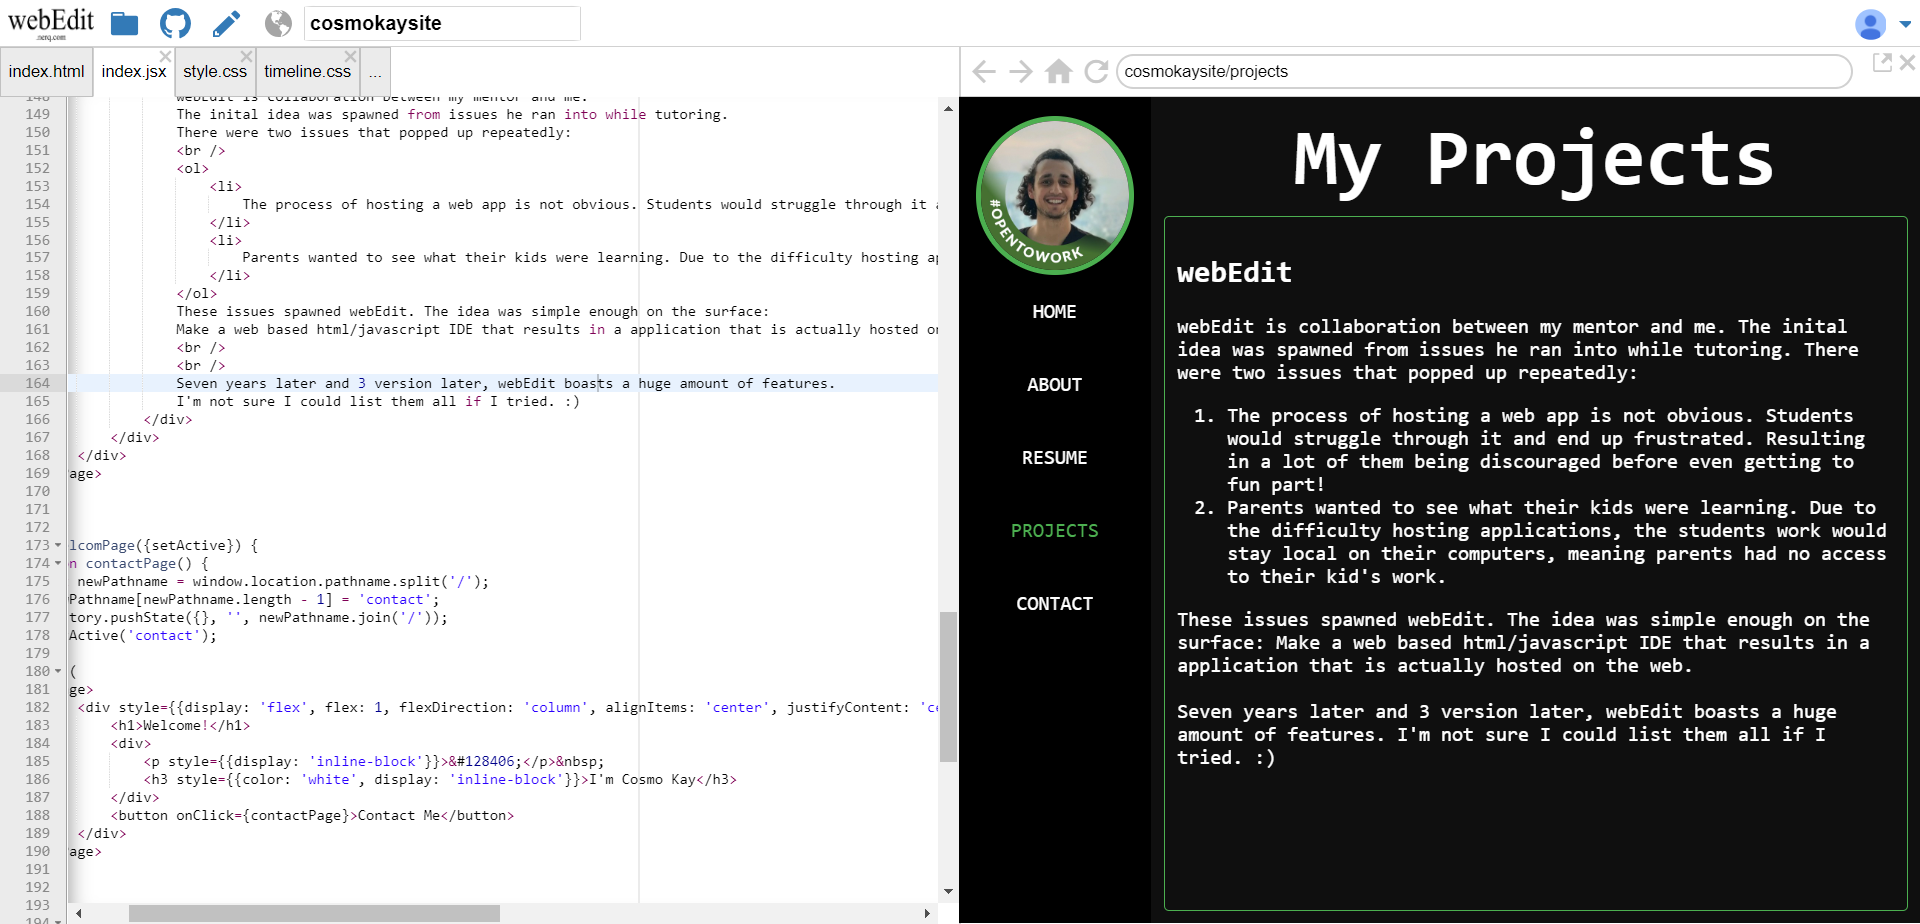 webEdit
.nerq.com
cosmokaysite
index.html
index.jsx
style.css
timeline.css
...
cosmokaysite/projects
148 webEdit is collaboration between my mentor and me.
149 The inital idea was spawned from issues he ran into while tutoring.
150 There were two issues that popped up repeatedly:
151 <br />
152 <ol>
153 <li>
154 The process of hosting a web app is not obvious. Students would struggle through it a
155 </li>
156 <li>
157 Parents wanted to see what their kids were learning. Due to the difficulty hosting ap
158 </li>
159 </ol>
160 These issues spawned webEdit. The idea was simple enough on the surface:
161 Make a web based html/javascript IDE that results in a application that is actually hosted on
162 <br />
163 <br />
164 Seven years later and 3 version later, webEdit boasts a huge amount of features.
165 I'm not sure I could list them all if I tried. :)
166 </div>
167 </div>
168 </div>
169 age>
170
171
172
173 lcomPage({setActive}) {
174 n contactPage() {
175 newPathname = window.location.pathname.split('/');
176 Pathname[newPathname.length - 1] = 'contact';
177 tory.pushState({}, '', newPathname.join('/'));
178 Active('contact');
179
180 (
181 ge>
182 <div style={{display: 'flex', flex: 1, flexDirection: 'column', alignItems: 'center', justifyContent: 'ce
183 <h1>Welcome!</h1>
184 <div>
185 <p style={{display: 'inline-block'}}>&#128406;</p>&nbsp;
186 <h3 style={{color: 'white', display: 'inline-block'}}>I'm Cosmo Kay</h3>
187 </div>
188 <button onClick={contactPage}>Contact Me</button>
189 </div>
190 age>
191
192
193
194
#OPENTOWORK
HOME
ABOUT
RESUME
PROJECTS
CONTACT
My Projects
webEdit
webEdit is collaboration between my mentor and me. The inital
idea was spawned from issues he ran into while tutoring. There
were two issues that popped up repeatedly:
1. The process of hosting a web app is not obvious. Students
would struggle through it and end up frustrated. Resulting
in a lot of them being discouraged before even getting to
fun part!
2. Parents wanted to see what their kids were learning. Due to
the difficulty hosting applications, the students work would
stay local on their computers, meaning parents had no access
to their kid's work.
These issues spawned webEdit. The idea was simple enough on the
surface: Make a web based html/javascript IDE that results in a
application that is actually hosted on the web.
Seven years later and 3 version later, webEdit boasts a huge
amount of features. I'm not sure I could list them all if I
tried. :)